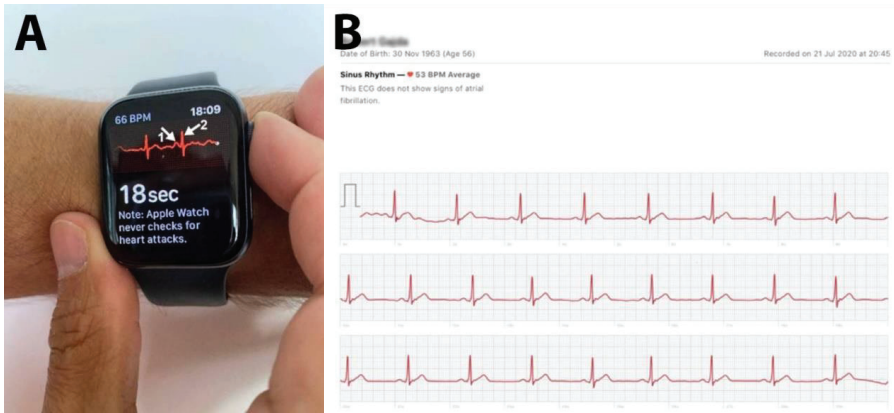 A
66 BPM
18:09
1
2
18sec
Note: Apple Watch
never checks for
heart attacks.
B
Date of Birth: 30 Nov 1963 (Age 56)
Recorded on 21 Jul 2020 at 20:45
Sinus Rhythm — ♥ 53 BPM Average
This ECG does not show signs of atrial
fibrillation.